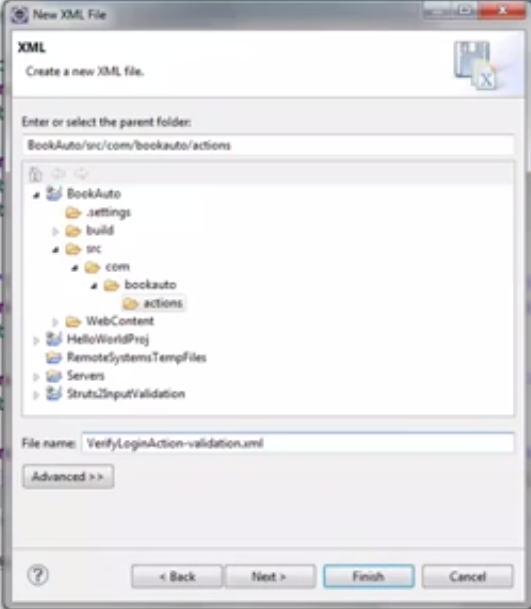 New XML File
XML
Create a new XML file.
Enter or select the parent folder:
BookAuto/src/com/bookauto/actions
BookAuto
.settings
build
src
com
bookauto
actions
WebContent
HelloWorldProj
RemoteSystemsTempFiles
Servers
Struts2InputValidation
File name: VerifyLoginAction-validation.xml
Advanced >>
? < Back Next > Finish Cancel